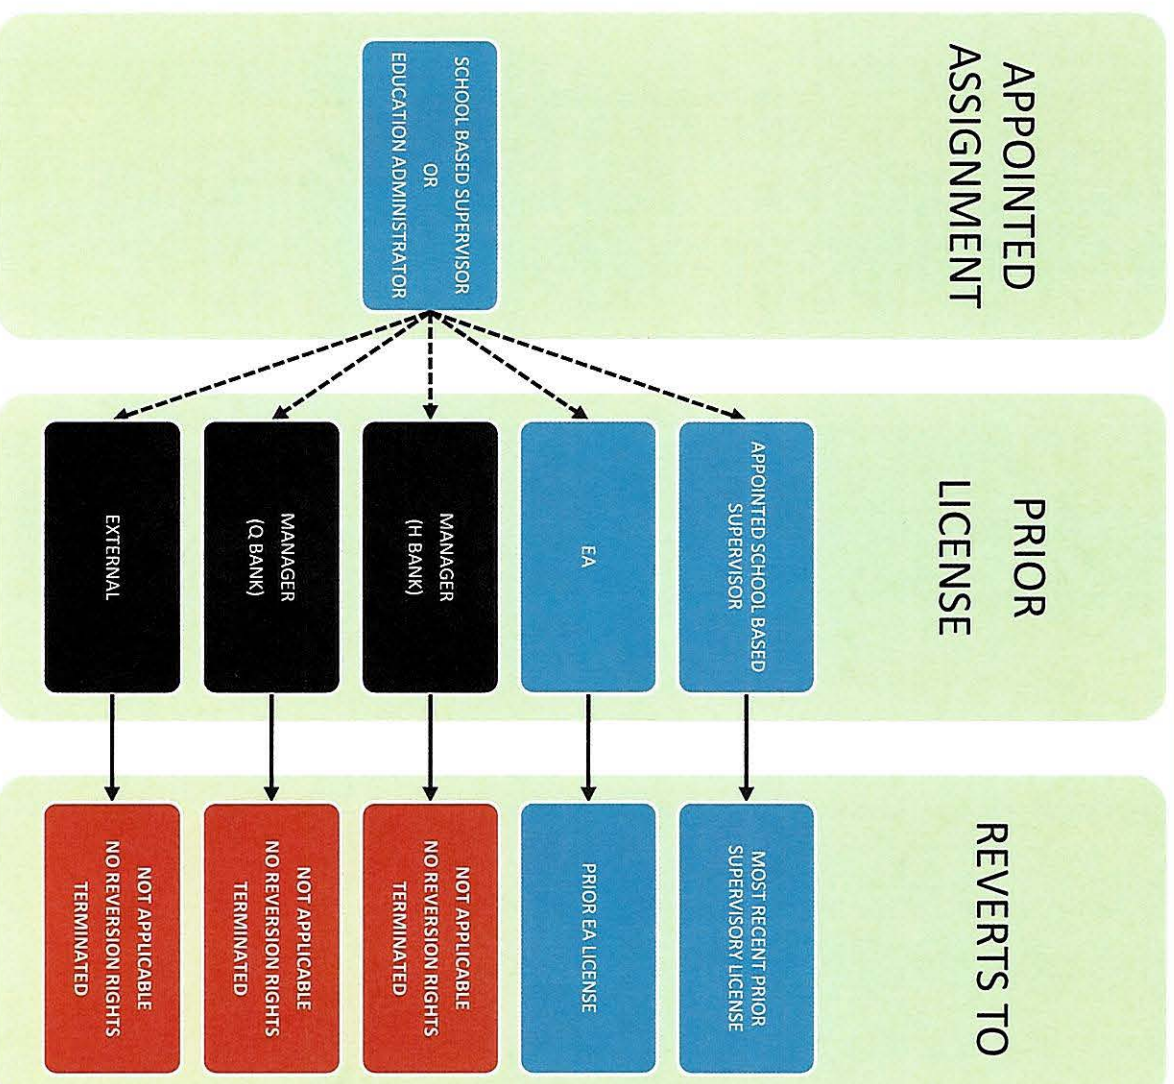 APPOINTED
ASSIGNMENT
SCHOOL BASED SUPERVISOR
OR
EDUCATION ADMINISTRATOR
PRIOR
LICENSE
APPOINTED SCHOOL BASED
SUPERVISOR
EA
MANAGER
(H BANK)
MANAGER
(Q BANK)
EXTERNAL
REVERTS TO
MOST RECENT PRIOR
SUPERVISORY LICENSE
PRIOR EA LICENSE
NOT APPLICABLE
NO REVERSION RIGHTS
TERMINATED
NOT APPLICABLE
NO REVERSION RIGHTS
TERMINATED
NOT APPLICABLE
NO REVERSION RIGHTS
TERMINATED